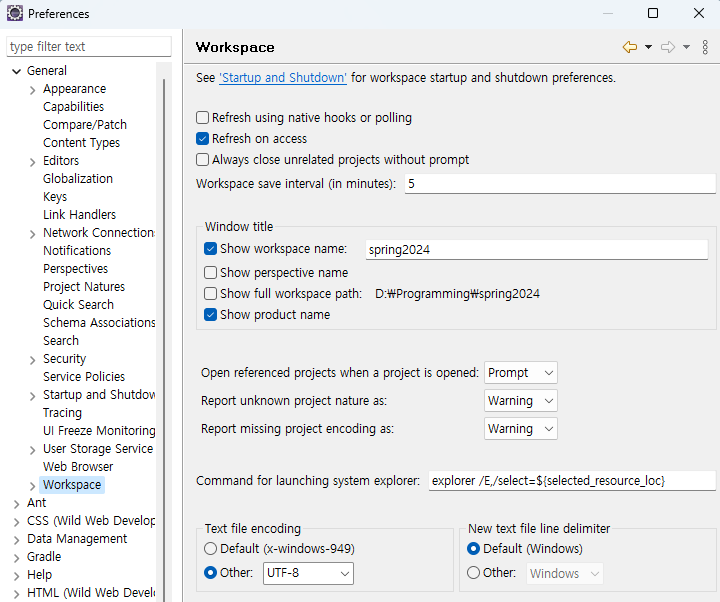 Preferences
type filter text
General
Appearance
Capabilities
Compare/Patch
Content Types
Editors
Globalization
Keys
Link Handlers
Network Connection
Notifications
Perspectives
Project Natures
Quick Search
Schema Associations
Search
Security
Service Policies
Startup and Shutdow
Tracing
UI Freeze Monitoring
User Storage Service
Web Browser
Workspace
Ant
CSS (Wild Web Develop
Data Management
Gradle
Help
HTML (Wild Web Develo
Workspace
See 'Startup and Shutdown' for workspace startup and shutdown preferences.
Refresh using native hooks or polling
Refresh on access
Always close unrelated projects without prompt
Workspace save interval (in minutes): 5
Window title
Show workspace name: spring2024
Show perspective name
Show full workspace path: D:₩Programming₩spring2024
Show product name
Open referenced projects when a project is opened: Prompt
Report unknown project nature as: Warning
Report missing project encoding as: Warning
Command for launching system explorer: explorer /E,/select=${selected_resource_loc}
Text file encoding
Default (x-windows-949)
Other: UTF-8
New text file line delimiter
Default (Windows)
Other: Windows